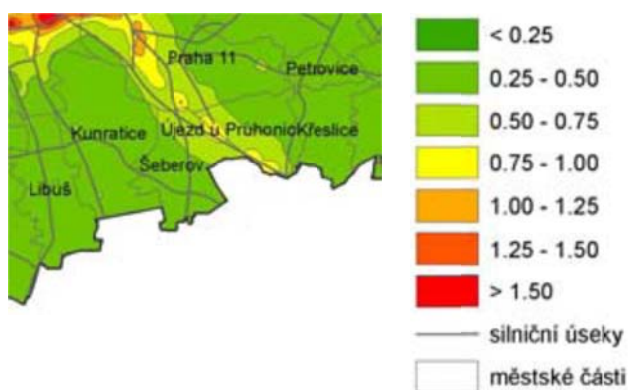 Praha 11
Petrovice
Kunratice
Újezd u Průhonic
Křeslice
Šeberov
Libuš
< 0.25
0.25 - 0.50
0.50 - 0.75
0.75 - 1.00
1.00 - 1.25
1.25 - 1.50
> 1.50
silniční úseky
městské části